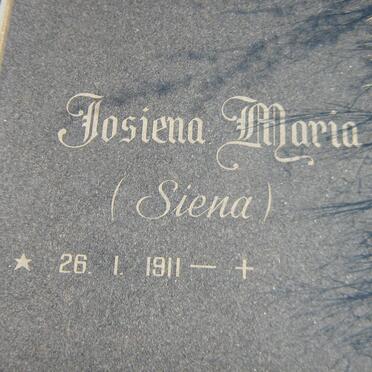 Josiena Maria
(Siena)
★ 26. 1. 1911 — +